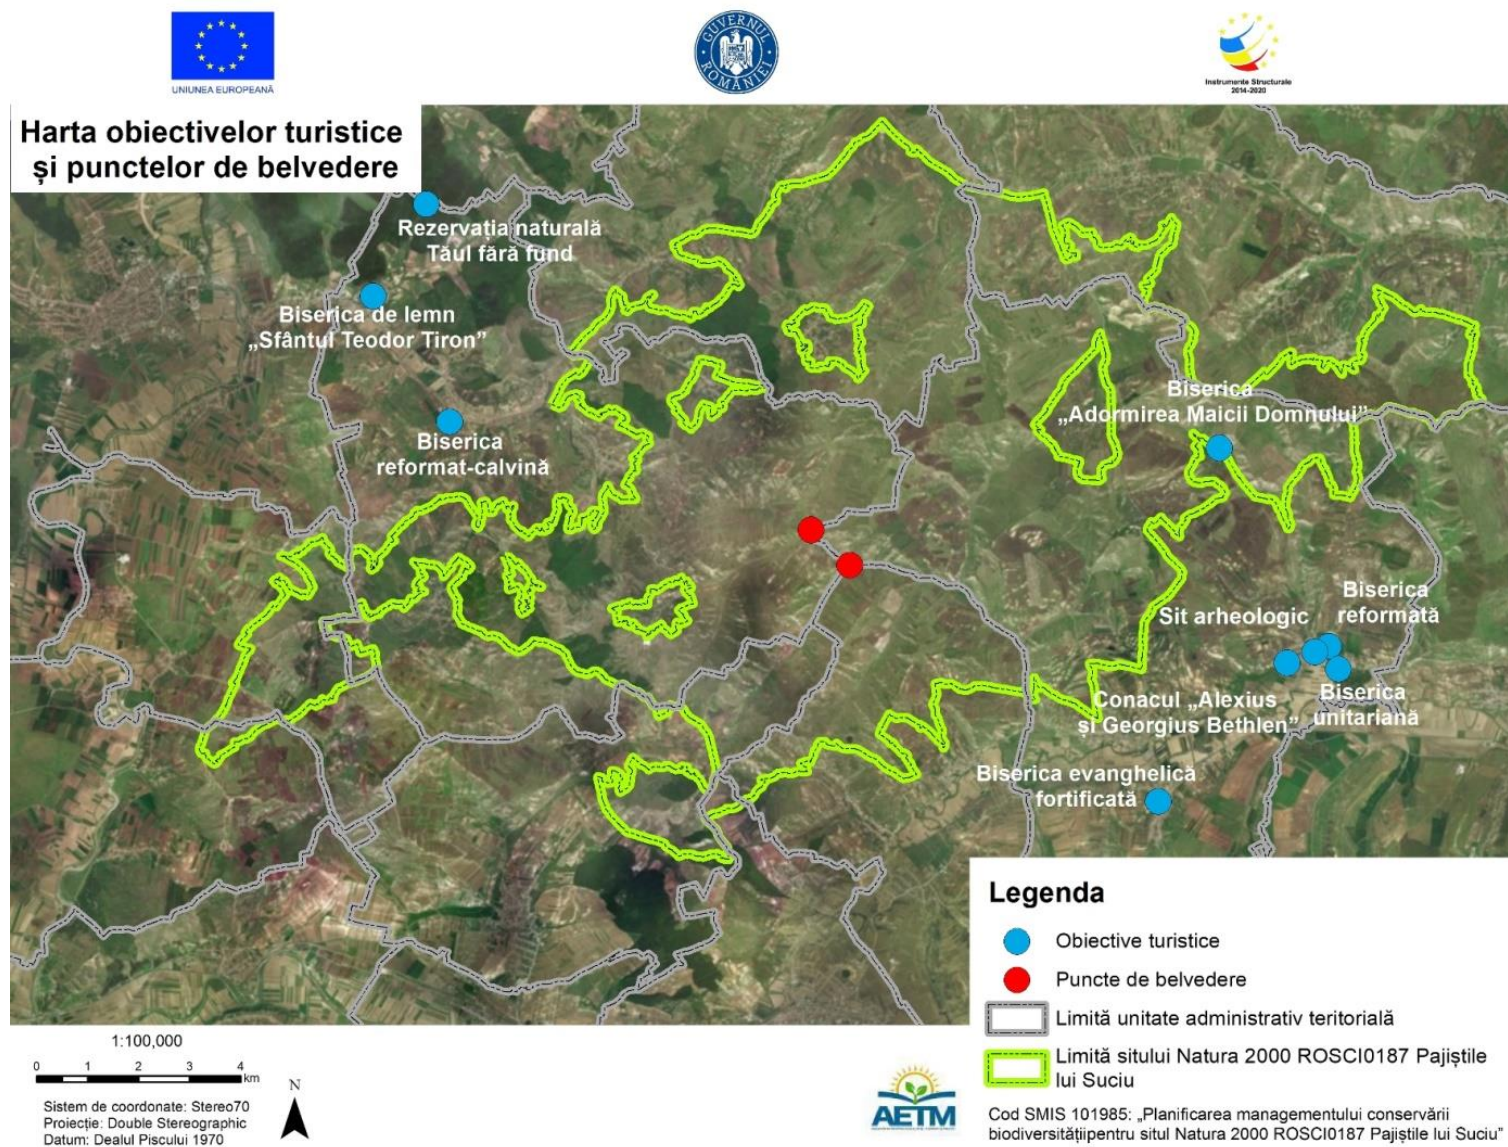 UNIUNEA EUROPEANĂ
GUVERNUL ROMÂNIEI
Instrumente Structurale
2014-2020
Harta obiectivelor turistice
și punctelor de belvedere
Rezervația naturală
Tăul fără fund
Biserica de lemn
„Sfântul Teodor Tiron”
Biserica
reformat-calvină
Biserica
„Adormirea Maicii Domnului”
Biserica
reformată
Sit arheologic
Conacul „Alexius
și Georgius Bethlen”
Biserica
unitariană
Biserica evanghelică
fortificată
Legenda
Obiective turistice
Puncte de belvedere
Limită unitate administrativ teritorială
Limită sitului Natura 2000 ROSCI0187 Pajiștile
lui Suciu
Cod SMIS 101985: „Planificarea managementului conservării
biodiversitățiipentru situl Natura 2000 ROSCI0187 Pajiștile lui Suciu”
1:100,000
0 1 2 3 4
km
N
Sistem de coordonate: Stereo70
Proiecție: Double Stereographic
Datum: Dealul Piscului 1970
AETM